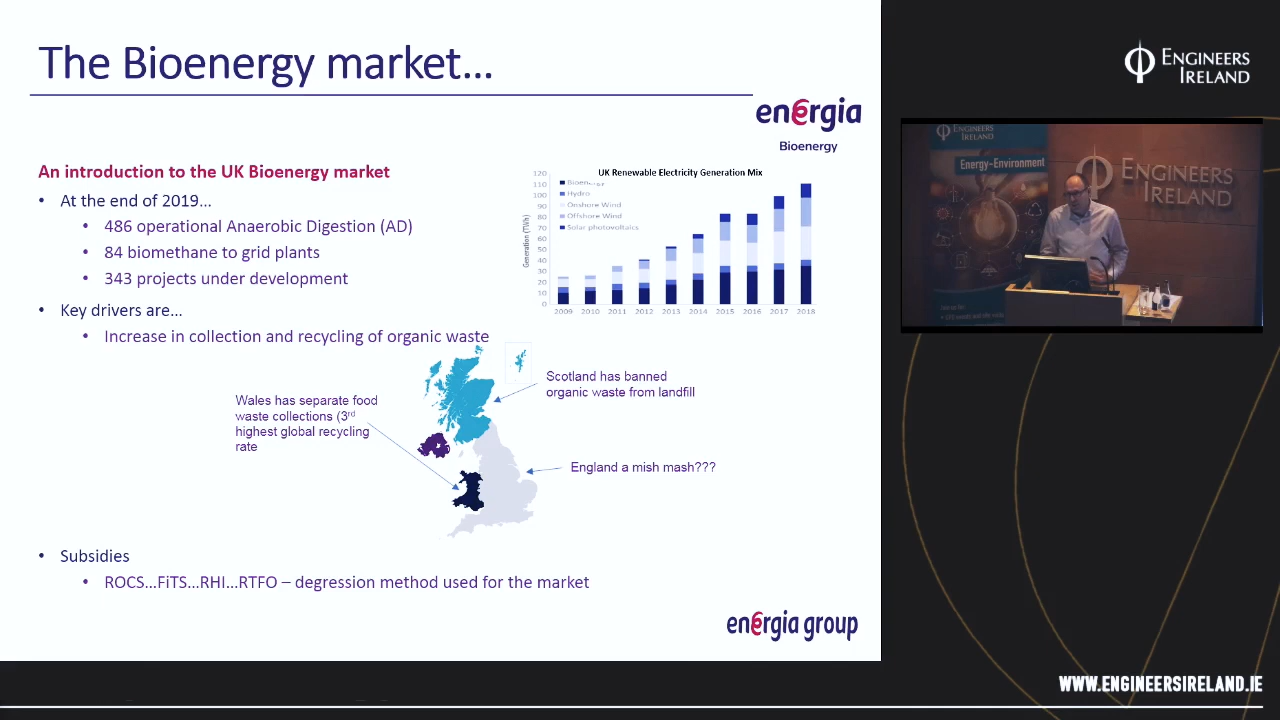 The Bioenergy market...
energia
Bioenergy
An introduction to the UK Bioenergy market
• At the end of 2019...
• 486 operational Anaerobic Digestion (AD)
• 84 biomethane to grid plants
• 343 projects under development
• Key drivers are...
• Increase in collection and recycling of organic waste
UK Renewable Electricity Generation Mix
Generation (TWh)
120
110
100
90
80
70
60
50
40
30
20
10
0
Bioenergy
Hydro
Onshore Wind
Offshore Wind
Solar photovoltaics
2009 2010 2011 2012 2013 2014 2015 2016 2017 2018
Scotland has banned
organic waste from landfill
Wales has separate food
waste collections (3rd
highest global recycling
rate
England a mish mash???
• Subsidies
• ROCS...FiTS...RHI...RTFO – degression method used for the market
energia group
ENGINEERS
IRELAND
ENGINEERS
IRELAND
Energy-Environment
ENGINEERS
IRELAND
WWW.ENGINEERSIRELAND.IE